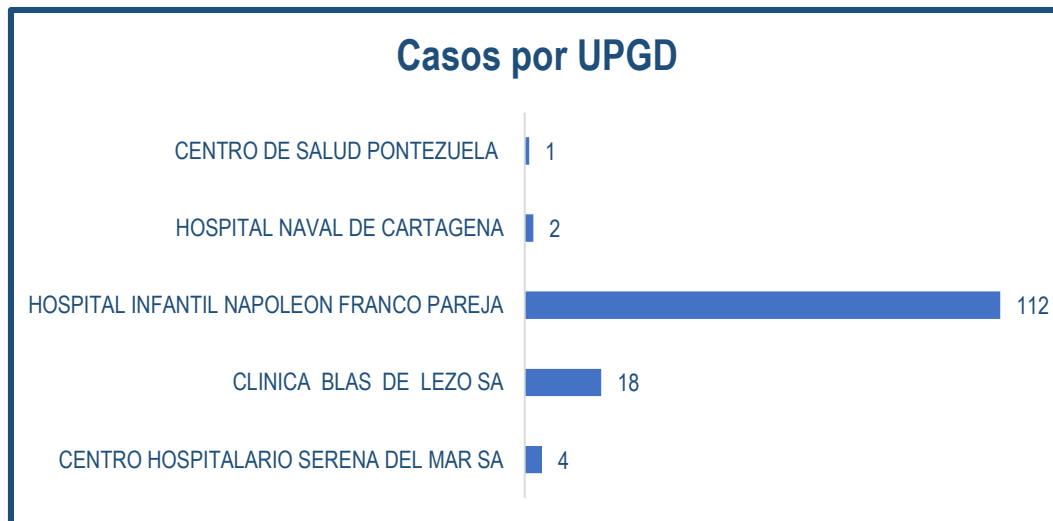 Casos por UPGD
CENTRO DE SALUD PONTEZUELA 1
HOSPITAL NAVAL DE CARTAGENA 2
HOSPITAL INFANTIL NAPOLEON FRANCO PAREJA 112
CLINICA BLAS DE LEZO SA 18
CENTRO HOSPITALARIO SERENA DEL MAR SA 4